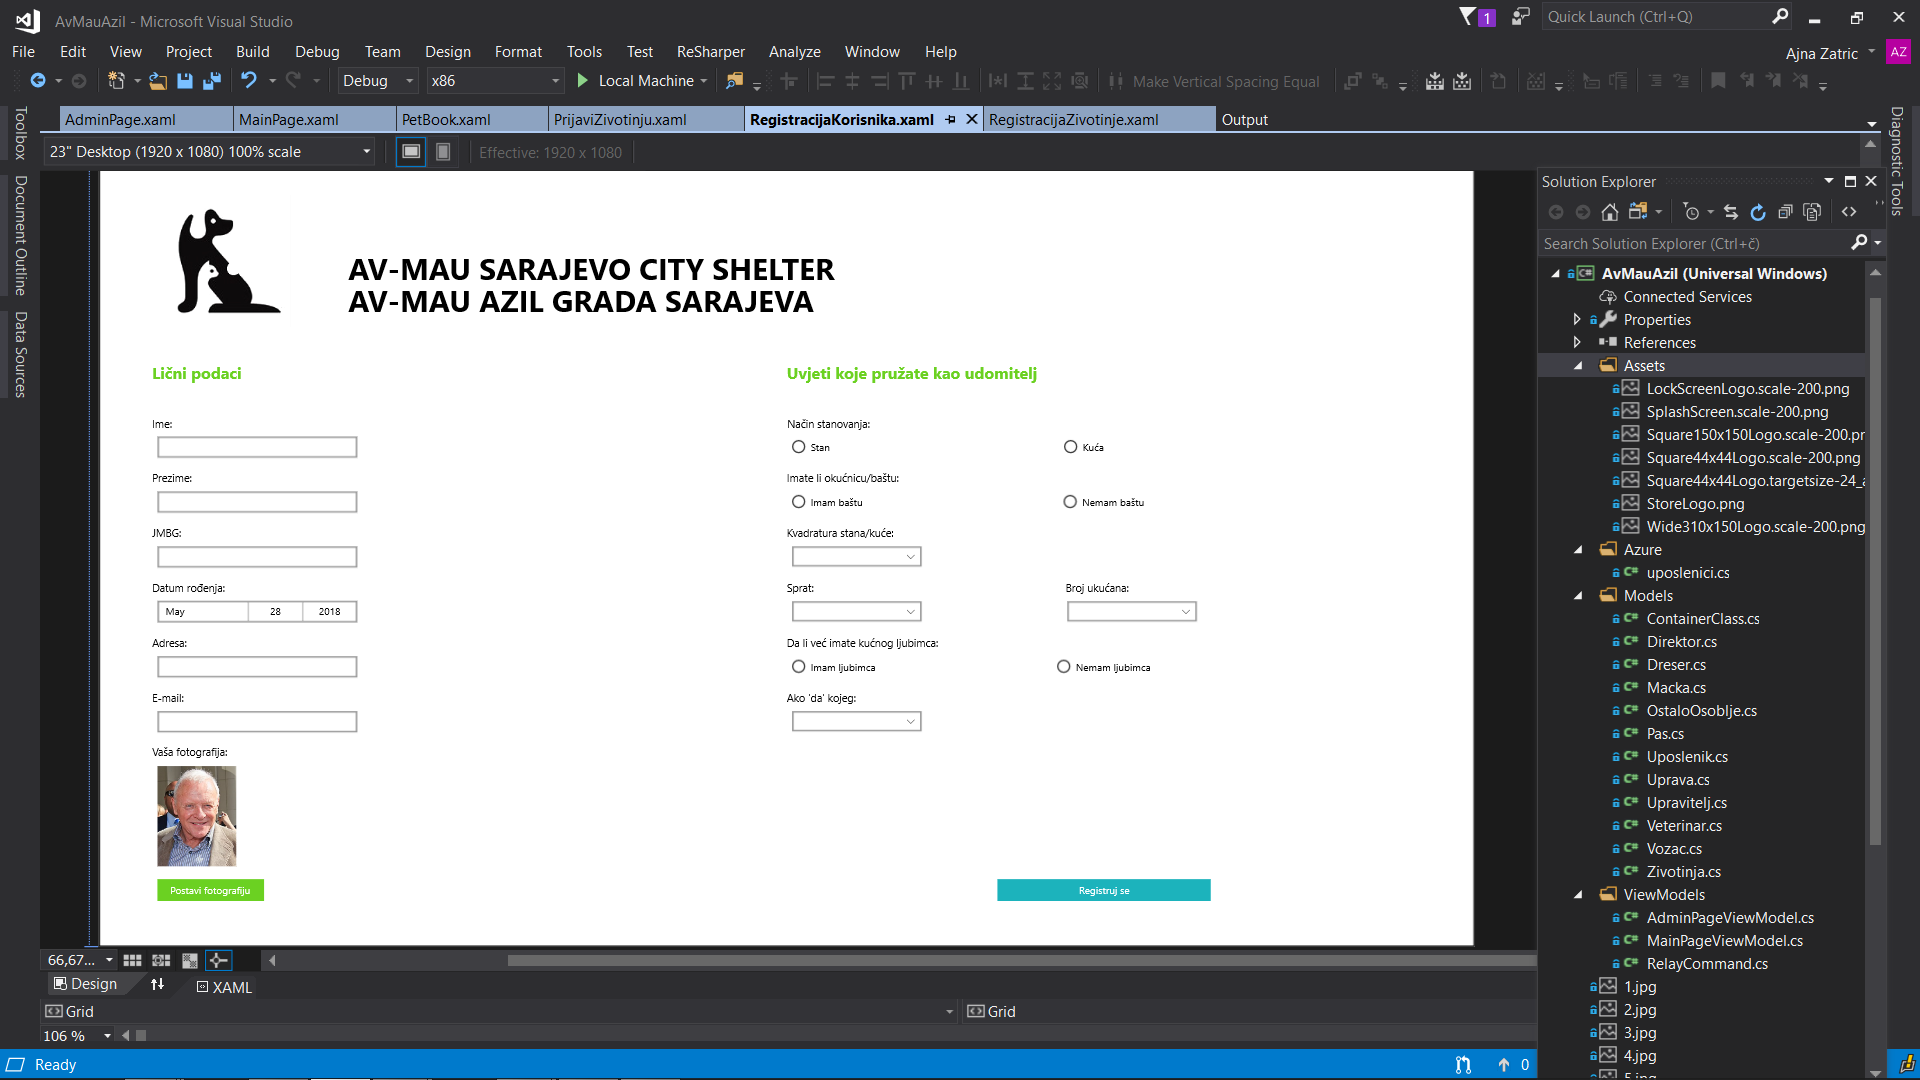 AvMauAzil - Microsoft Visual Studio
1
Quick Launch (Ctrl+Q)
File Edit View Project Build Debug Team Design Format Tools Test ReSharper Analyze Window Help
Ajna Zatric AZ
Debug x86 Local Machine Make Vertical Spacing Equal
AdminPage.xaml MainPage.xaml PetBook.xaml PrijaviZivotinju.xaml RegistracijaKorisnika.xaml RegistracijaZivotinje.xaml Output
Toolbox
Document Outline
Data Sources
Diagnostic Tools
23" Desktop (1920 x 1080) 100% scale Effective: 1920 x 1080
AV-MAU SARAJEVO CITY SHELTER
AV-MAU AZIL GRADA SARAJEVA
Lični podaci
Ime:
Prezime:
JMBG:
Datum rođenja:
May 28 2018
Adresa:
E-mail:
Vaša fotografija:
Postavi fotografiju
Uvjeti koje pružate kao udomitelj
Način stanovanja:
Stan Kuća
Imate li okućnicu/baštu:
Imam baštu Nemam baštu
Kvadratura stana/kuće:
Sprat: Broj ukućana:
Da li već imate kućnog ljubimca:
Imam ljubimca Nemam ljubimca
Ako 'da' kojeg:
Registruj se
66,67...
Design XAML
Grid Grid
106 %
Ready
0
Solution Explorer
Search Solution Explorer (Ctrl+č)
AvMauAzil (Universal Windows)
Connected Services
Properties
References
Assets
LockScreenLogo.scale-200.png
SplashScreen.scale-200.png
Square150x150Logo.scale-200.pr
Square44x44Logo.scale-200.png
Square44x44Logo.targetsize-24_a
StoreLogo.png
Wide310x150Logo.scale-200.png
Azure
uposlenici.cs
Models
ContainerClass.cs
Direktor.cs
Dreser.cs
Macka.cs
OstaloOsoblje.cs
Pas.cs
Uposlenik.cs
Uprava.cs
Upravitelj.cs
Veterinar.cs
Vozac.cs
Zivotinja.cs
ViewModels
AdminPageViewModel.cs
MainPageViewModel.cs
RelayCommand.cs
1.jpg
2.jpg
3.jpg
4.jpg